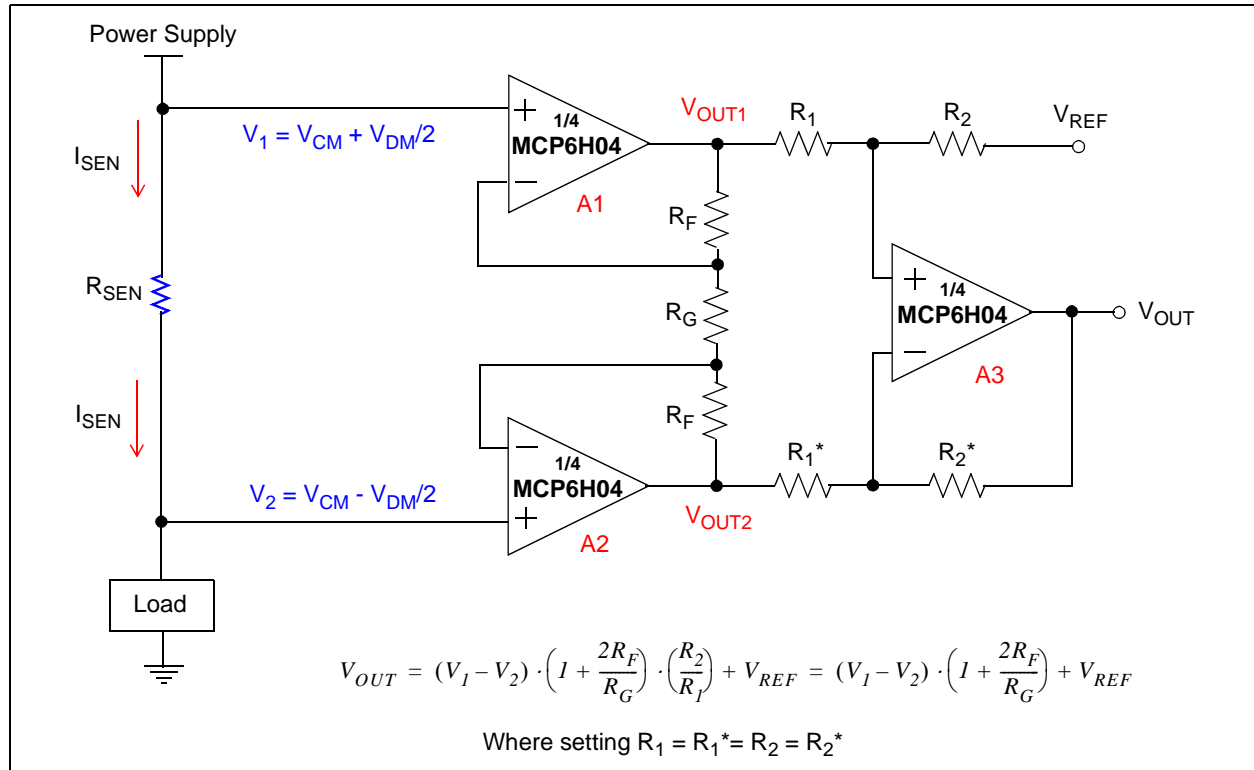 Power Supply
I_SEN
R_SEN
I_SEN
Load
V_1 = V_CM + V_DM/2
V_2 = V_CM - V_DM/2
+
1/4
MCP6H04
−
A1
−
1/4
MCP6H04
+
A2
V_OUT1
R_F
R_G
R_F
V_OUT2
R_1
R_2
V_REF
+
1/4
MCP6H04
−
A3
V_OUT
R_1*
R_2*
V_OUT = (V_1 – V_2) · (1 + 2R_F/R_G) · (R_2/R_1) + V_REF = (V_1 – V_2) · (1 + 2R_F/R_G) + V_REF
Where setting R_1 = R_1*= R_2 = R_2*